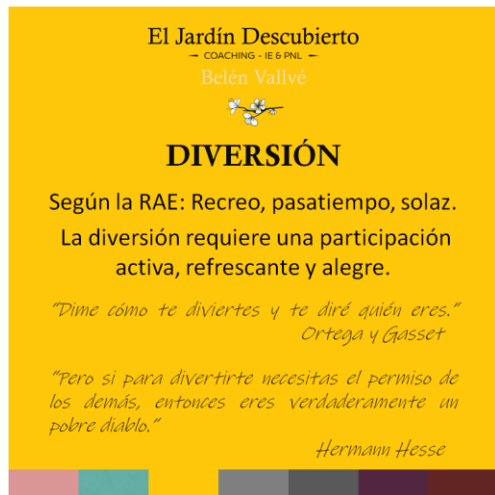 El Jardín Descubierto
COACHING - IE & PNL
Belén Vallvé
DIVERSIÓN
Según la RAE: Recreo, pasatiempo, solaz.
La diversión requiere una participación
activa, refrescante y alegre.
“Dime cómo te diviertes y te diré quién eres.”
Ortega y Gasset
“Pero si para divertirte necesitas el permiso de
los demás, entonces eres verdaderamente un
pobre diablo.”
Hermann Hesse